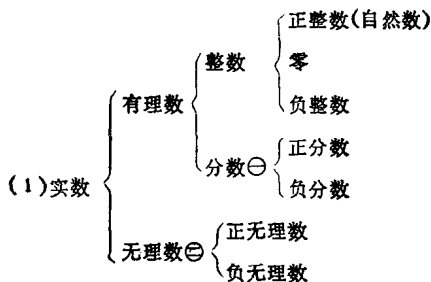 正整数(自然数)
整数
零
有理数
负整数
正分数
分数㊀
负分数
(1)实数
正无理数
无理数㊁
负无理数